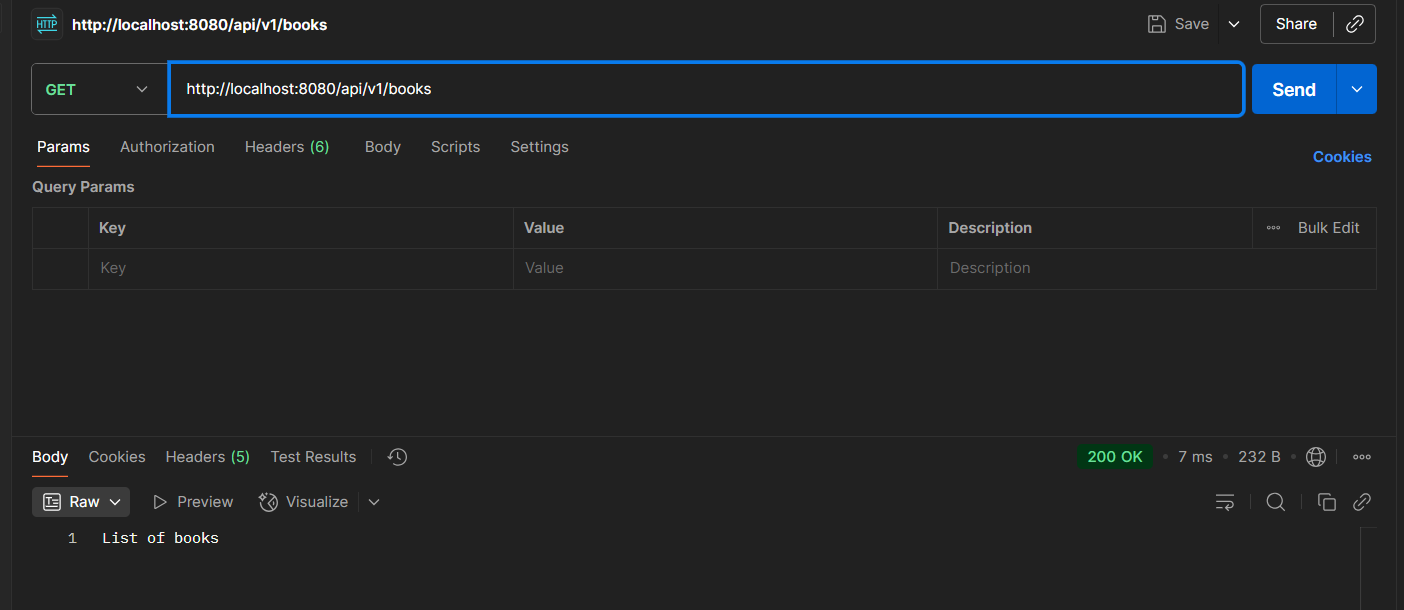 HTTP http://localhost:8080/api/v1/books Save Share
GET http://localhost:8080/api/v1/books Send
Params Authorization Headers (6) Body Scripts Settings Cookies
Query Params
Key Value Description Bulk Edit
Key Value Description
Body Cookies Headers (5) Test Results 200 OK • 7 ms • 232 B •
Raw Preview Visualize
1 List of books